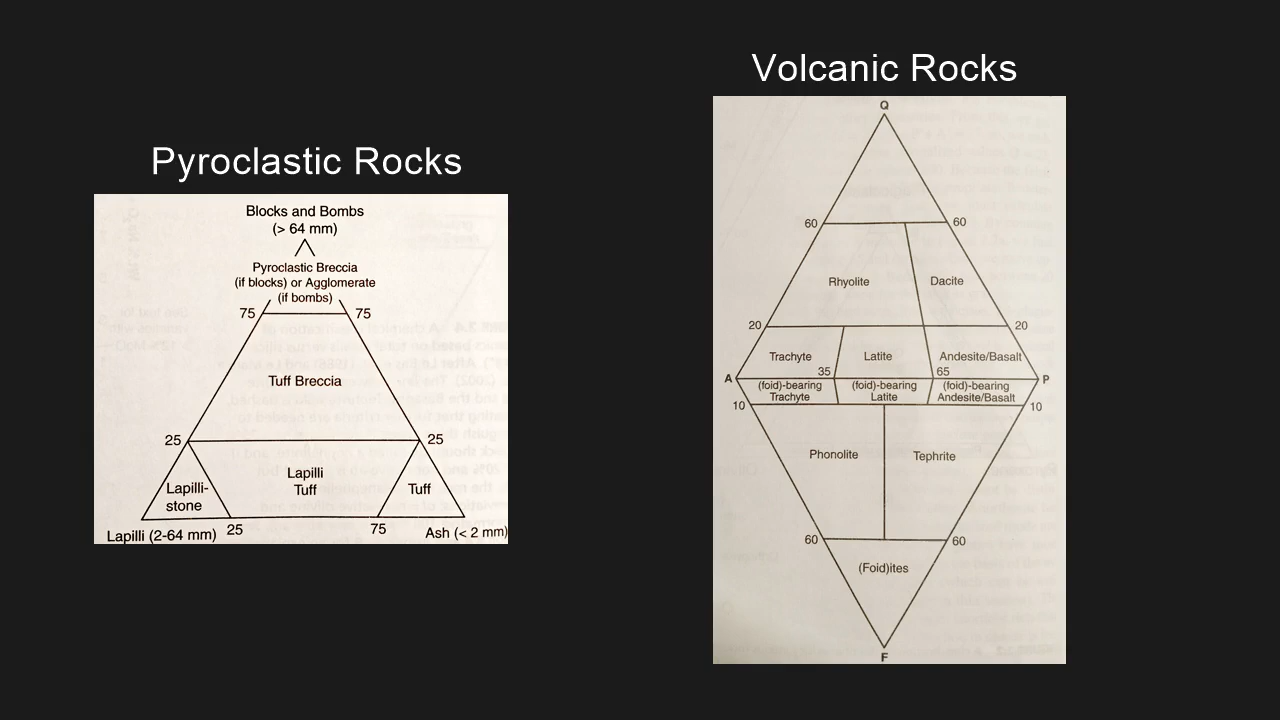 Pyroclastic Rocks
Blocks and Bombs
(> 64 mm)
Pyroclastic Breccia
(if blocks) or Agglomerate
(if bombs)
75 75
Tuff Breccia
25 25
Lapilli-
stone
Lapilli
Tuff
Tuff
Lapilli (2-64 mm) 25 75 Ash (< 2 mm)
Volcanic Rocks
Q
60 60
Rhyolite Dacite
20 20
Trachyte Latite Andesite/Basalt
35 65
A P
(foid)-bearing
Trachyte
(foid)-bearing
Latite
(foid)-bearing
Andesite/Basalt
10 10
Phonolite Tephrite
60 60
(Foid)ites
F